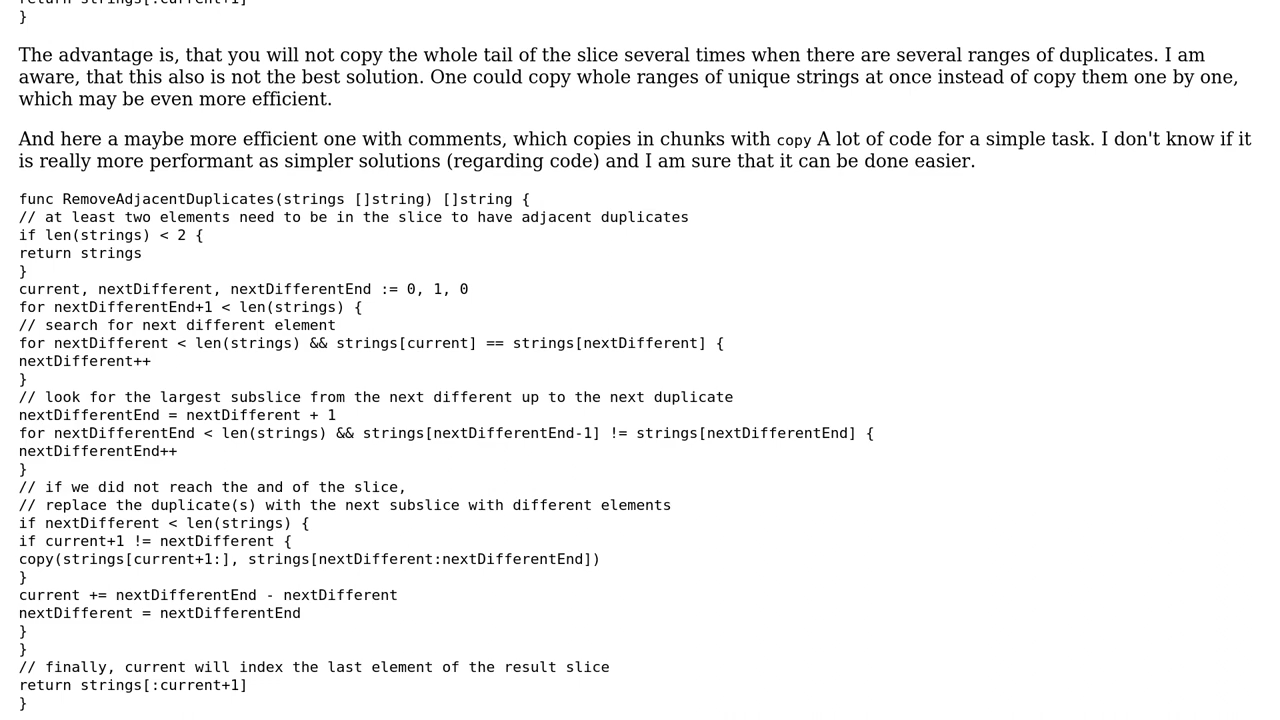 return strings[:current+1]
}
The advantage is, that you will not copy the whole tail of the slice several times when there are several ranges of duplicates. I am
aware, that this also is not the best solution. One could copy whole ranges of unique strings at once instead of copy them one by one,
which may be even more efficient.
And here a maybe more efficient one with comments, which copies in chunks with copy A lot of code for a simple task. I don't know if it
is really more performant as simpler solutions (regarding code) and I am sure that it can be done easier.
func RemoveAdjacentDuplicates(strings []string) []string {
// at least two elements need to be in the slice to have adjacent duplicates
if len(strings) < 2 {
return strings
}
current, nextDifferent, nextDifferentEnd := 0, 1, 0
for nextDifferentEnd+1 < len(strings) {
// search for next different element
for nextDifferent < len(strings) && strings[current] == strings[nextDifferent] {
nextDifferent++
}
// look for the largest subslice from the next different up to the next duplicate
nextDifferentEnd = nextDifferent + 1
for nextDifferentEnd < len(strings) && strings[nextDifferentEnd-1] != strings[nextDifferentEnd] {
nextDifferentEnd++
}
// if we did not reach the and of the slice,
// replace the duplicate(s) with the next subslice with different elements
if nextDifferent < len(strings) {
if current+1 != nextDifferent {
copy(strings[current+1:], strings[nextDifferent:nextDifferentEnd])
}
current += nextDifferentEnd - nextDifferent
nextDifferent = nextDifferentEnd
}
}
// finally, current will index the last element of the result slice
return strings[:current+1]
}